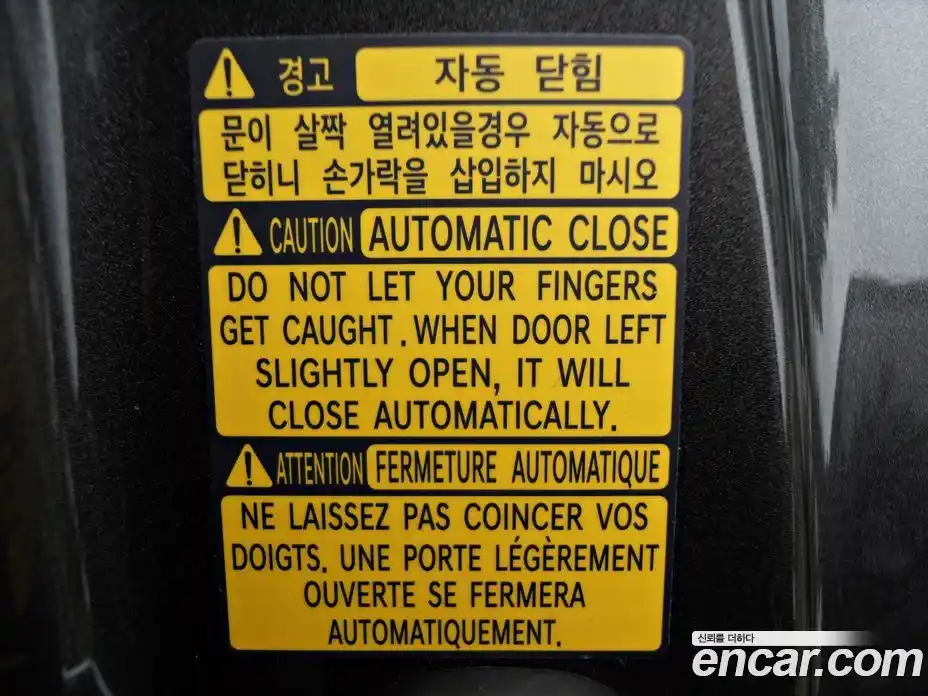 경고 자동 닫힘
문이 살짝 열려있을경우 자동으로
닫히니 손가락을 삽입하지 마시오
CAUTION AUTOMATIC CLOSE
DO NOT LET YOUR FINGERS
GET CAUGHT. WHEN DOOR LEFT
SLIGHTLY OPEN, IT WILL
CLOSE AUTOMATICALLY.
ATTENTION FERMETURE AUTOMATIQUE
NE LAISSEZ PAS COINCER VOS
DOIGTS. UNE PORTE LÉGÈREMENT
OUVERTE SE FERMERA
AUTOMATIQUEMENT.
신뢰를 더하다
encar.com